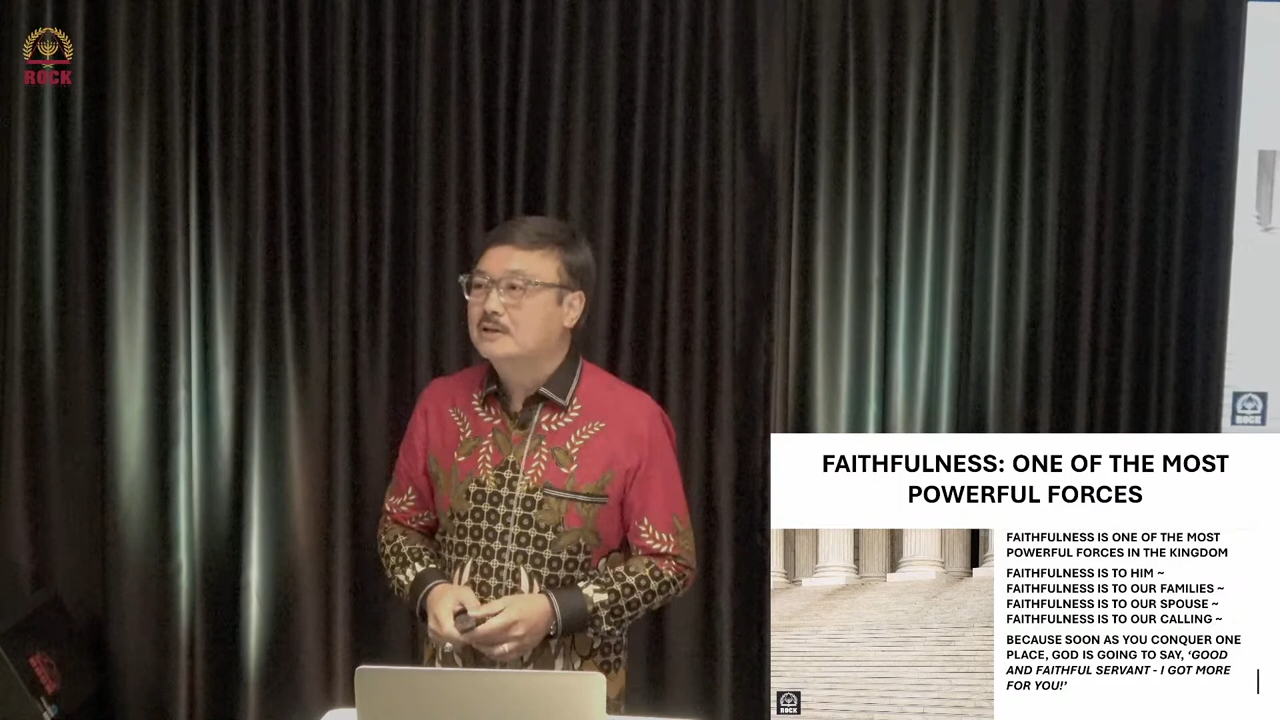 ROCK
ROCK
FAITHFULNESS: ONE OF THE MOST
POWERFUL FORCES
FAITHFULNESS IS ONE OF THE MOST
POWERFUL FORCES IN THE KINGDOM
FAITHFULNESS IS TO HIM ~
FAITHFULNESS IS TO OUR FAMILIES ~
FAITHFULNESS IS TO OUR SPOUSE ~
FAITHFULNESS IS TO OUR CALLING ~
BECAUSE SOON AS YOU CONQUER ONE
PLACE, GOD IS GOING TO SAY, ‘GOOD
AND FAITHFUL SERVANT - I GOT MORE
FOR YOU!’
ROCK